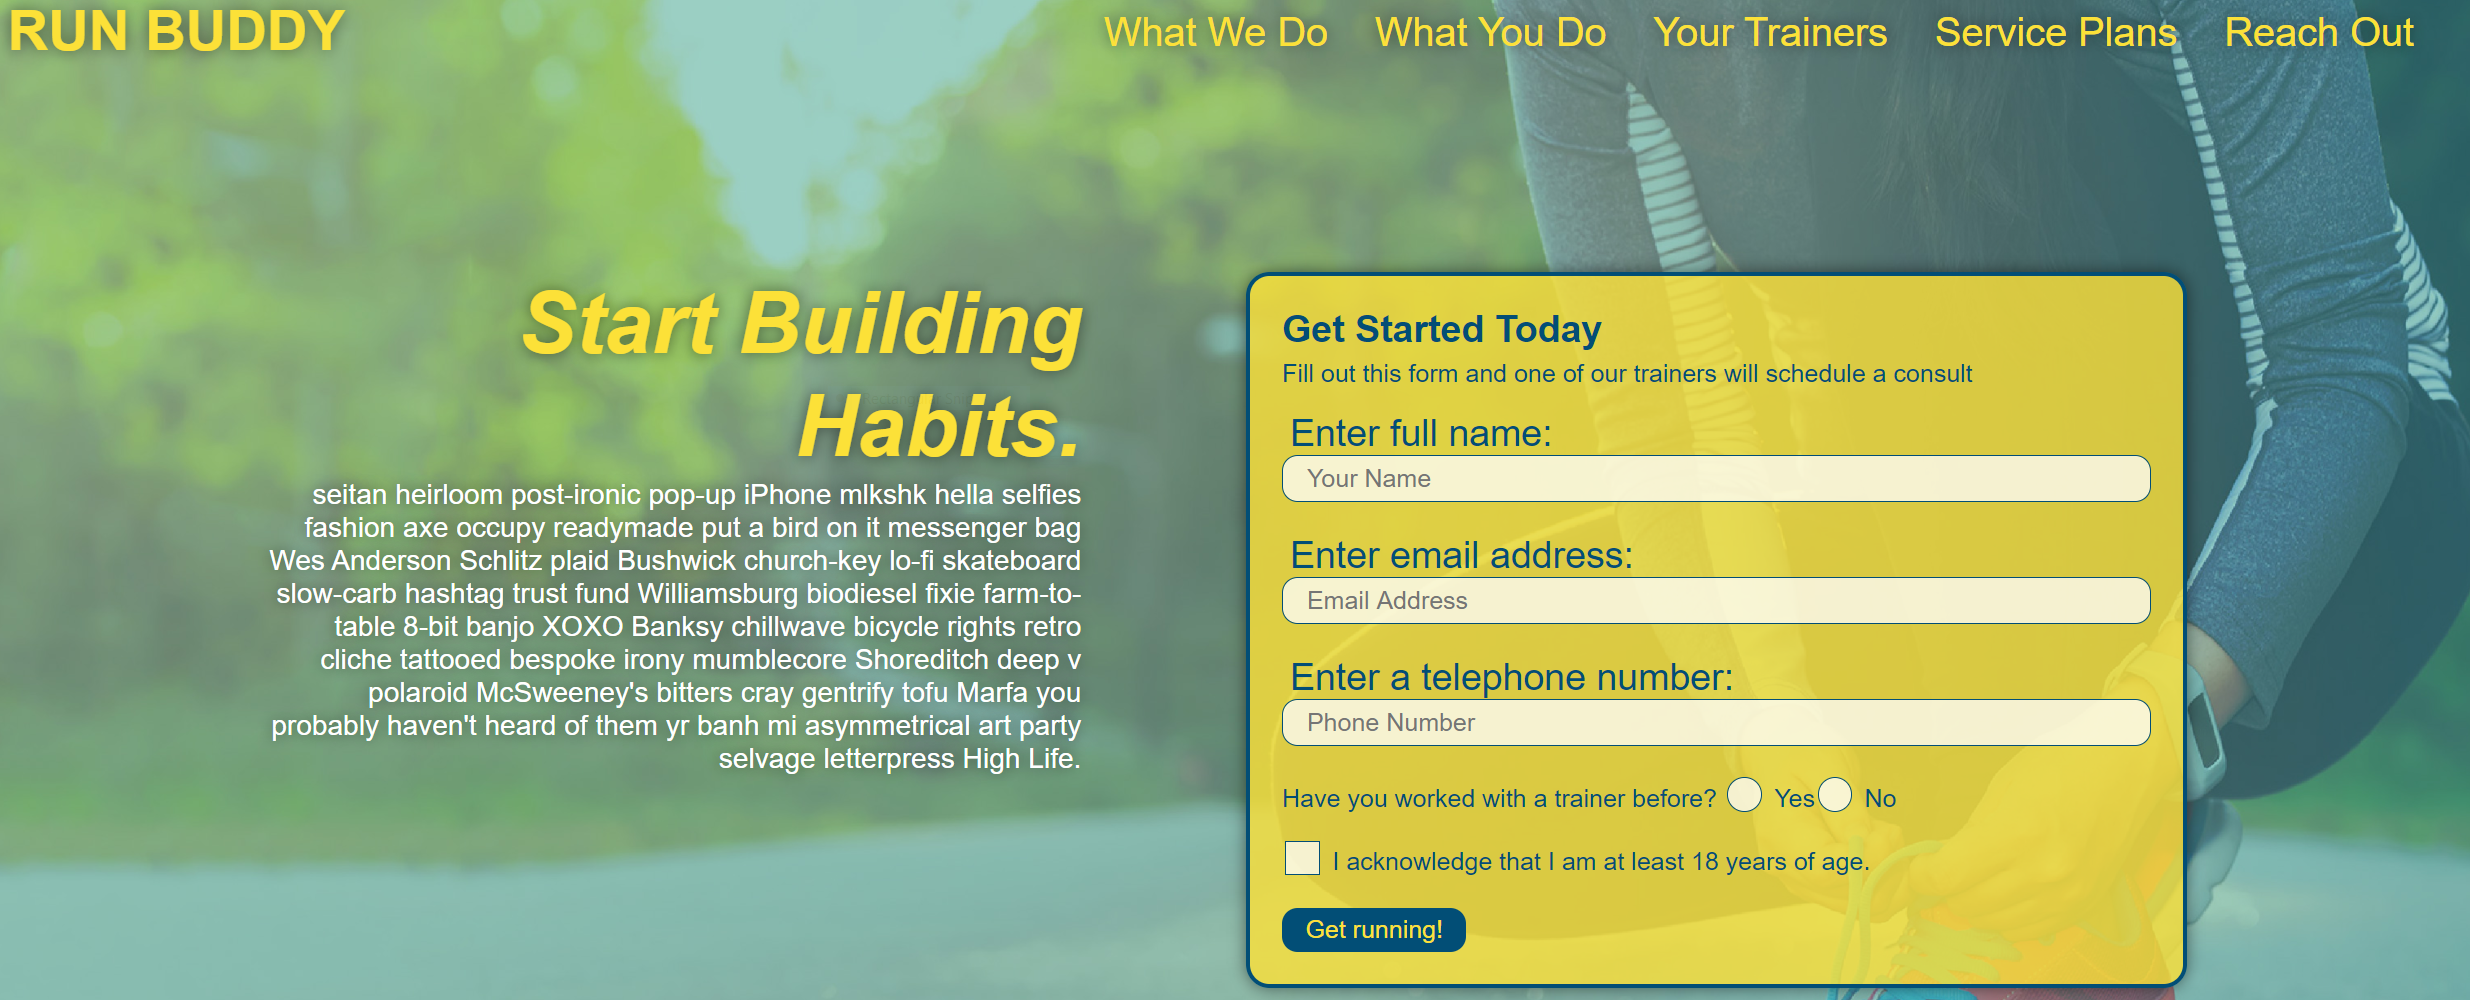 RUN BUDDY
What We Do What You Do Your Trainers Service Plans Reach Out
Start Building
Habits.
seitan heirloom post-ironic pop-up iPhone mlkshk hella selfies
fashion axe occupy readymade put a bird on it messenger bag
Wes Anderson Schlitz plaid Bushwick church-key lo-fi skateboard
slow-carb hashtag trust fund Williamsburg biodiesel fixie farm-to-
table 8-bit banjo XOXO Banksy chillwave bicycle rights retro
cliche tattooed bespoke irony mumblecore Shoreditch deep v
polaroid McSweeney's bitters cray gentrify tofu Marfa you
probably haven't heard of them yr banh mi asymmetrical art party
selvage letterpress High Life.
Get Started Today
Fill out this form and one of our trainers will schedule a consult
Enter full name:
Your Name
Enter email address:
Email Address
Enter a telephone number:
Phone Number
Have you worked with a trainer before? Yes No
I acknowledge that I am at least 18 years of age.
Get running!